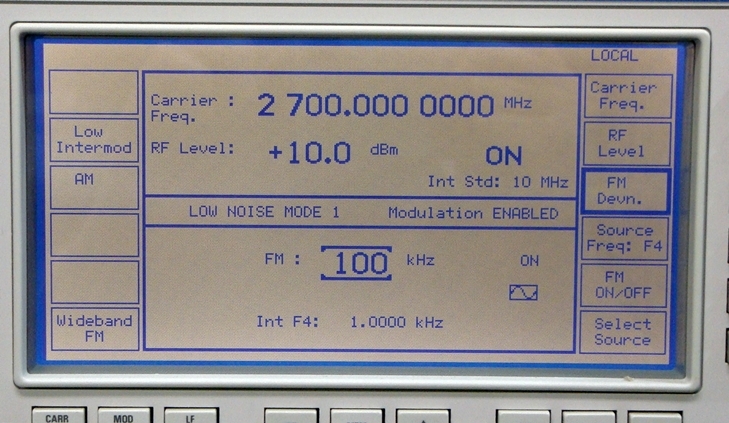 LOCAL
Carrier Freq. : 2 700.000 0000 MHz
Carrier
Freq.
Low
Intermod
RF Level: +10.0 dBm ON
RF
Level
AM
Int Std: 10 MHz
FM
Devn.
LOW NOISE MODE 1 Modulation ENABLED
Source
Freq: F4
FM : 100 kHz ON
FM
ON/OFF
Wideband
FM
Int F4: 1.0000 kHz
Select
Source
CARR MOD LF